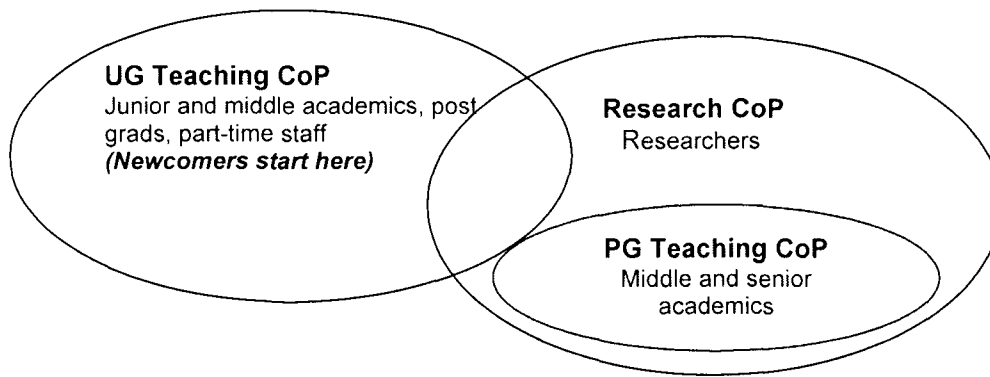 UG Teaching CoP
Junior and middle academics, post
grads, part-time staff
(Newcomers start here)
Research CoP
Researchers
PG Teaching CoP
Middle and senior
academics